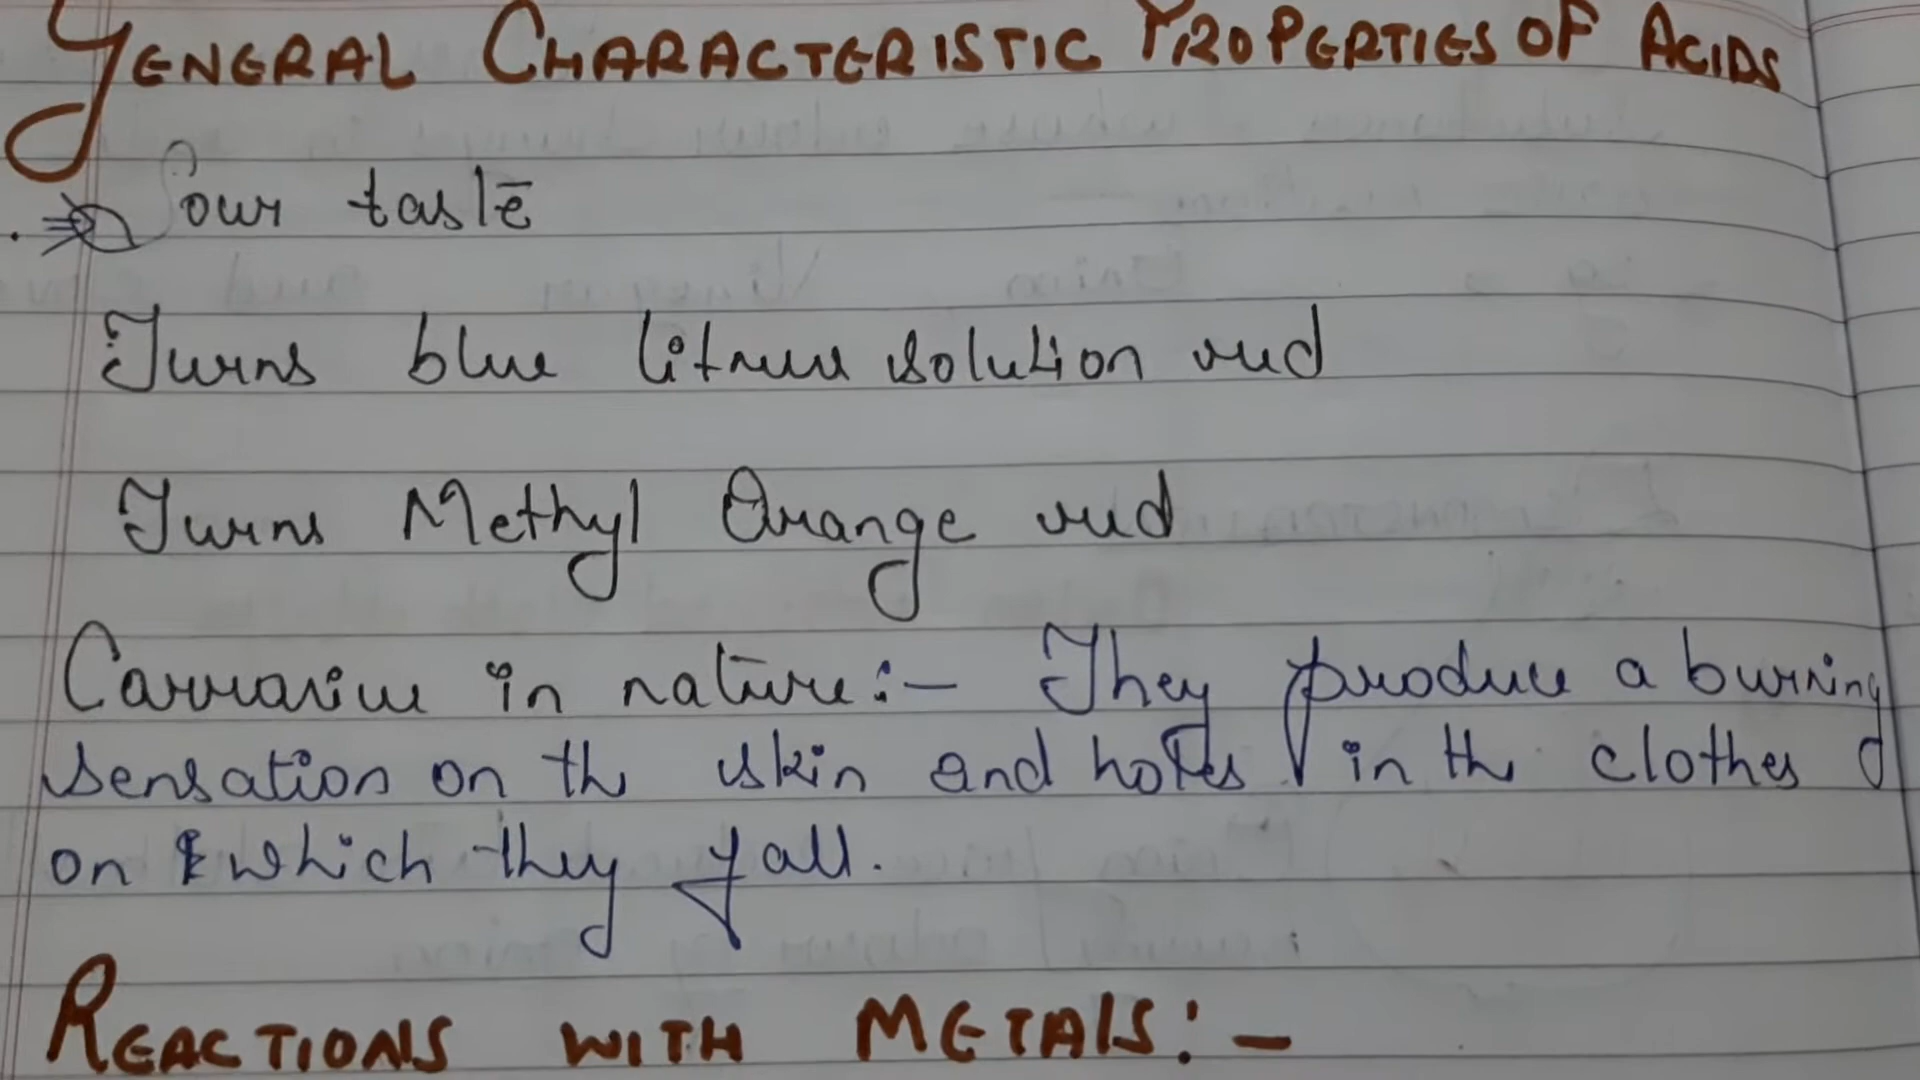 GENERAL CHARACTERISTIC PROPERTIES OF ACIDS
Sour taste
Turns blue litmus solution red
Turns Methyl Orange red
Corrosive in nature:- They produce a burning
sensation on the skin and holes in the clothes
on which they fall.
REACTIONS WITH METALS:-